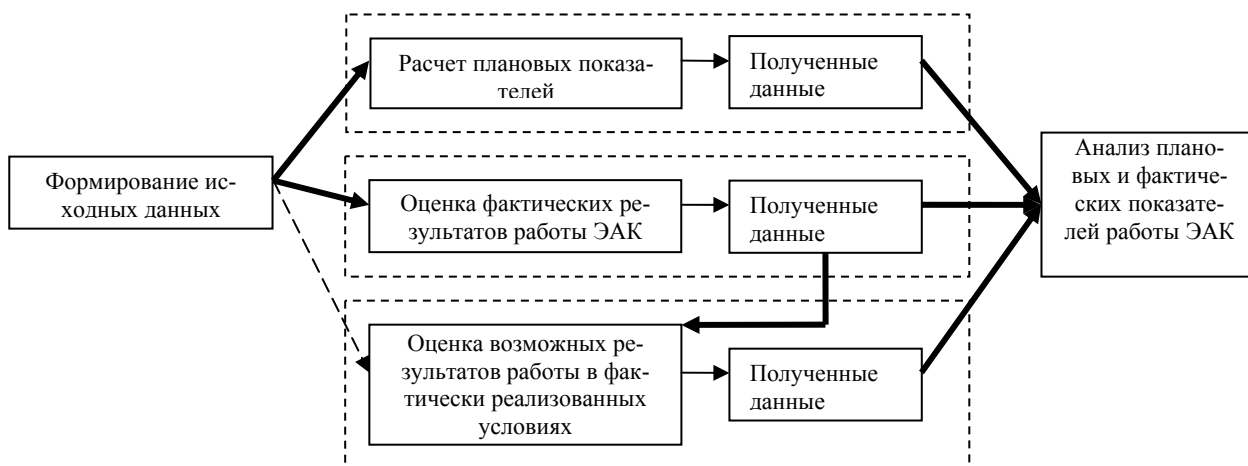 Формирование ис-
ходных данных
Расчет плановых показа-
телей
Полученные
данные
Оценка фактических ре-
зультатов работы ЭАК
Полученные
данные
Оценка возможных ре-
зультатов работы в фак-
тически реализованных
условиях
Полученные
данные
Анализ плано-
вых и фактиче-
ских показате-
лей работы ЭАК